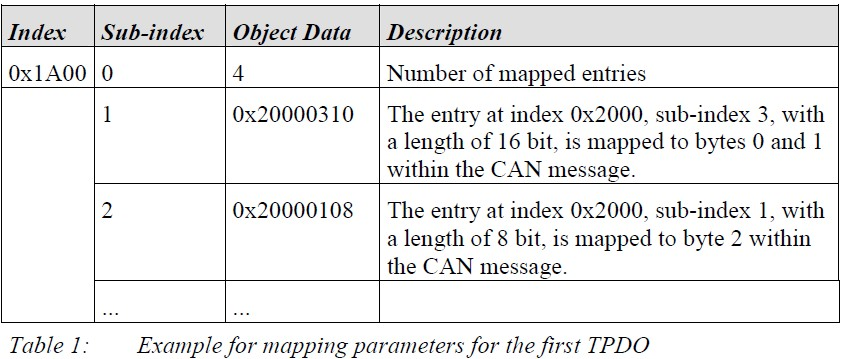 Index Sub-index Object Data Description
0x1A00 0 4 Number of mapped entries
1 0x20000310 The entry at index 0x2000, sub-index 3, with
a length of 16 bit, is mapped to bytes 0 and 1
within the CAN message.
2 0x20000108 The entry at index 0x2000, sub-index 1, with
a length of 8 bit, is mapped to byte 2 within
the CAN message.
... ...
Table 1: Example for mapping parameters for the first TPDO